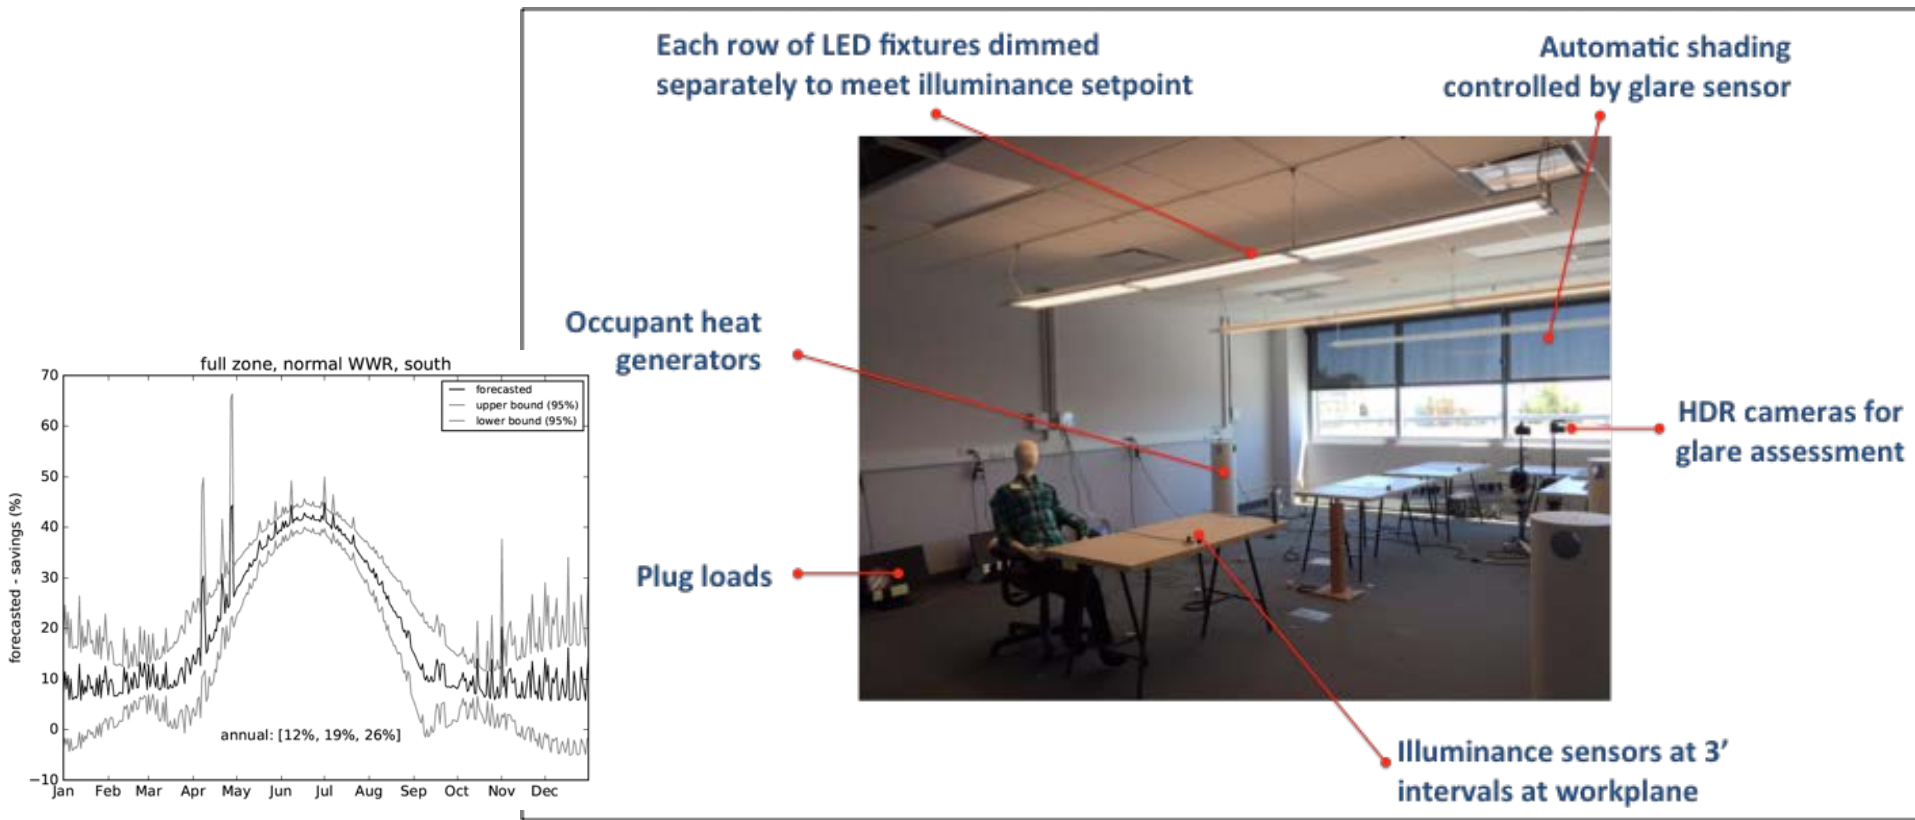 Each row of LED fixtures dimmed
separately to meet illuminance setpoint
Automatic shading
controlled by glare sensor
Occupant heat
generators
HDR cameras for
glare assessment
Plug loads
Illuminance sensors at 3’
intervals at workplane
full zone, normal WWR, south
forecasted
upper bound (95%)
lower bound (95%)
forecasted - savings (%)
70
60
50
40
30
20
10
0
−10
annual: [12%, 19%, 26%]
Jan Feb Mar Apr May Jun Jul Aug Sep Oct Nov Dec